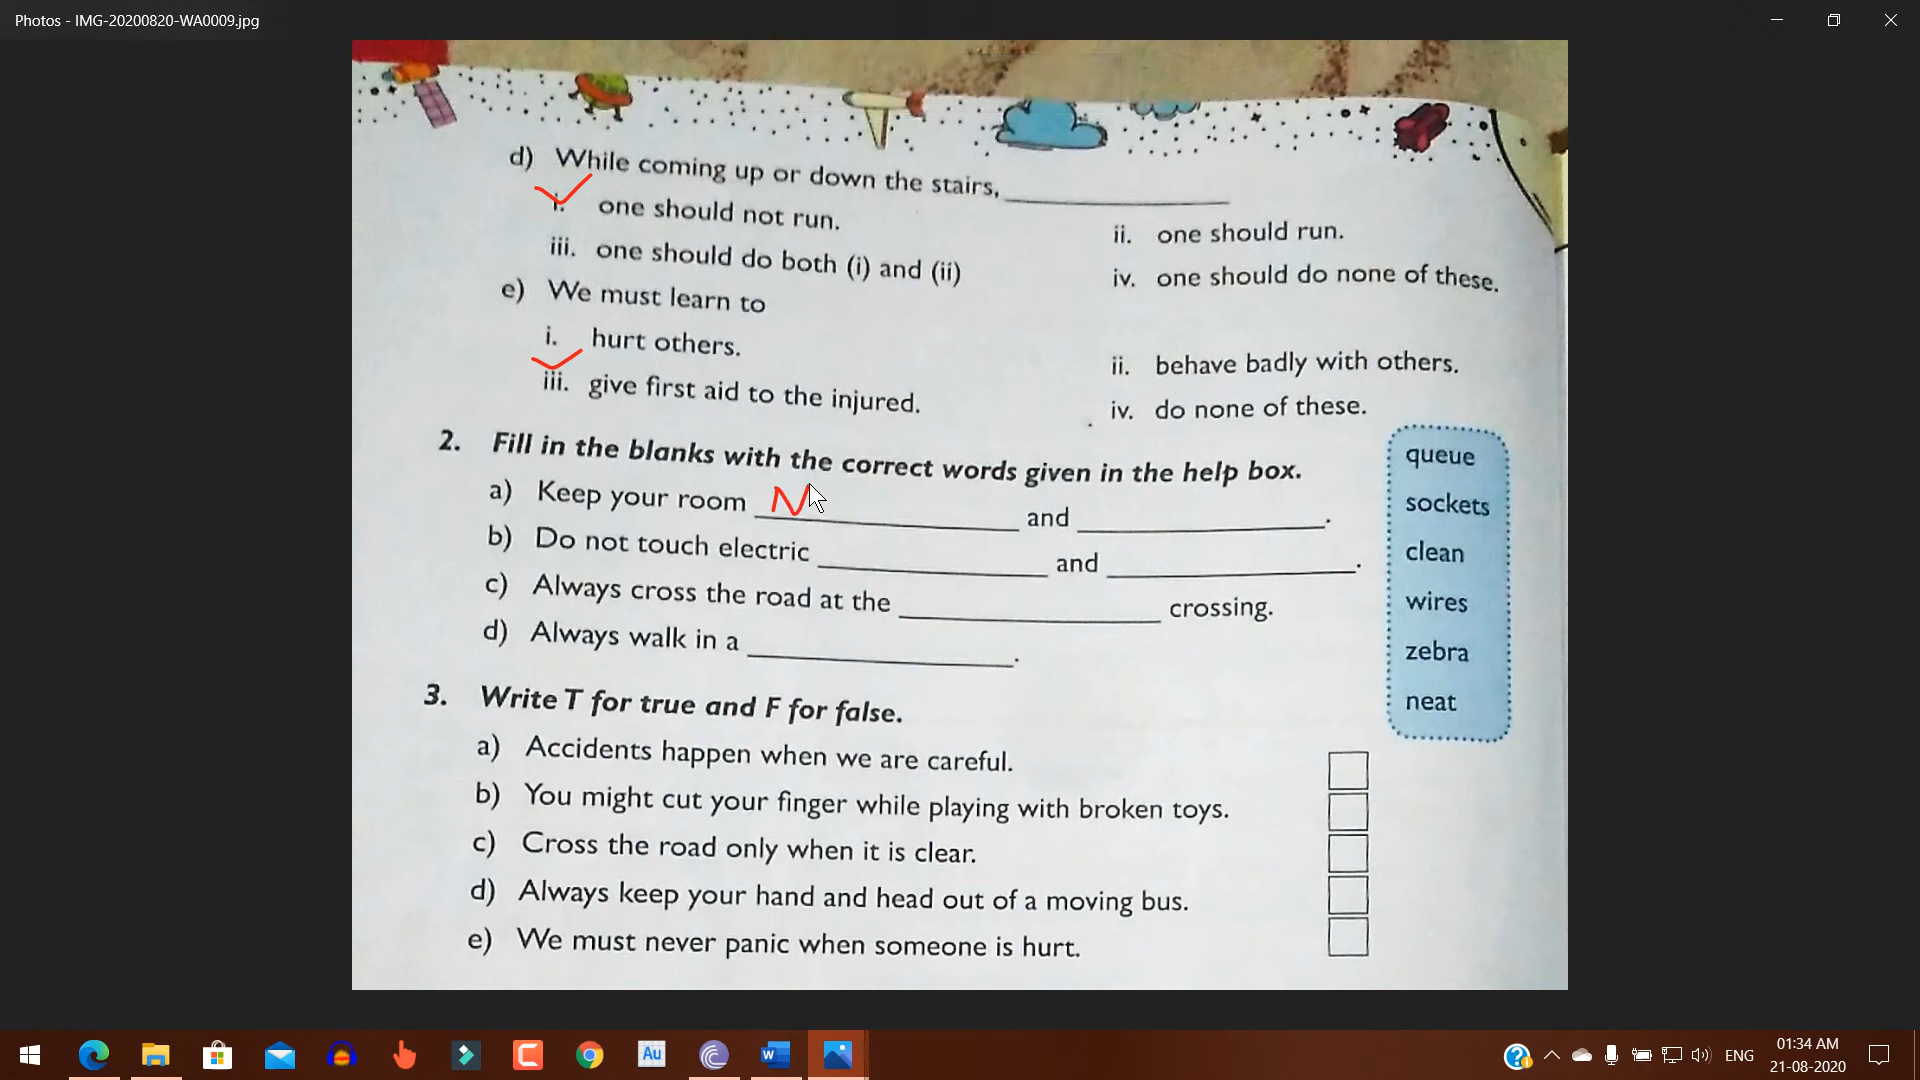 Photos - IMG-20200820-WA0009.jpg
d) While coming up or down the stairs, ____________
i. one should not run.
ii. one should run.
iii. one should do both (i) and (ii)
iv. one should do none of these.
e) We must learn to
i. hurt others.
ii. behave badly with others.
iii. give first aid to the injured.
iv. do none of these.
2. Fill in the blanks with the correct words given in the help box.
a) Keep your room N____________ and ____________.
b) Do not touch electric ____________ and ____________.
c) Always cross the road at the ____________ crossing.
d) Always walk in a ____________.
queue
sockets
clean
wires
zebra
neat
3. Write T for true and F for false.
a) Accidents happen when we are careful.
b) You might cut your finger while playing with broken toys.
c) Cross the road only when it is clear.
d) Always keep your hand and head out of a moving bus.
e) We must never panic when someone is hurt.
Au
W
ENG
01:34 AM
21-08-2020